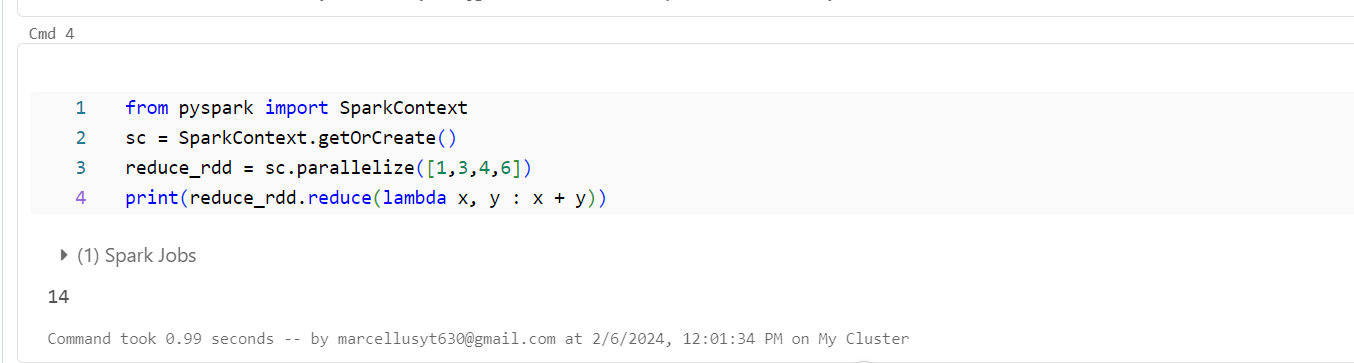 Cmd 4
1 from pyspark import SparkContext
2 sc = SparkContext.getOrCreate()
3 reduce_rdd = sc.parallelize([1,3,4,6])
4 print(reduce_rdd.reduce(lambda x, y : x + y))
(1) Spark Jobs
14
Command took 0.99 seconds -- by marcellusyt630@gmail.com at 2/6/2024, 12:01:34 PM on My Cluster